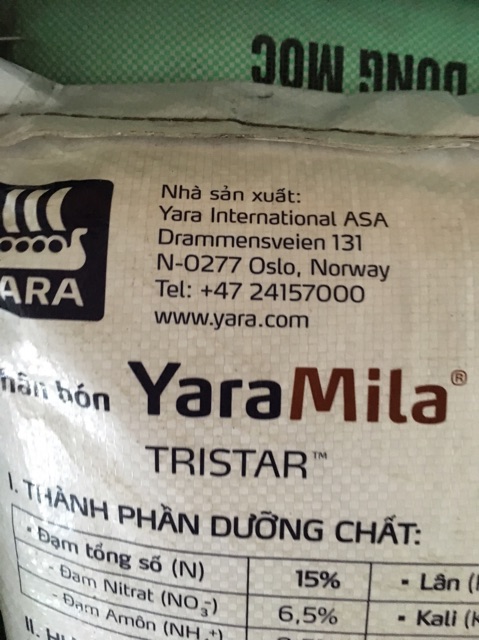 DONG MOC
ARA
Nhà sản xuất:
Yara International ASA
Drammensveien 131
N-0277 Oslo, Norway
Tel: +47 24157000
www.yara.com
hân bón YaraMila®
TRISTAR™
I. THÀNH PHẦN DƯỠNG CHẤT:
- Đạm tổng số (N) 15% ▪ Lân (
- Đạm Nitrat (NO₃⁻) 6,5% ▪ Kali (K
- Đạm Amôn (NH₄⁺)
II.